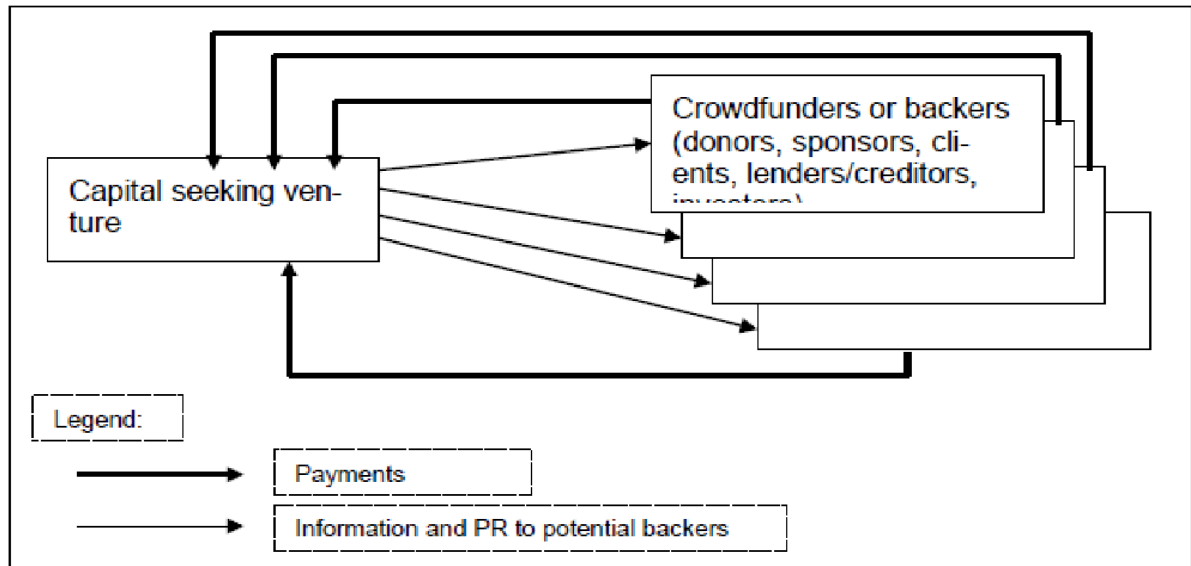 Crowdfunders or backers
(donors, sponsors, cli-
ents, lenders/creditors,
investors)
Capital seeking ven-
ture
Legend:
Payments
Information and PR to potential backers